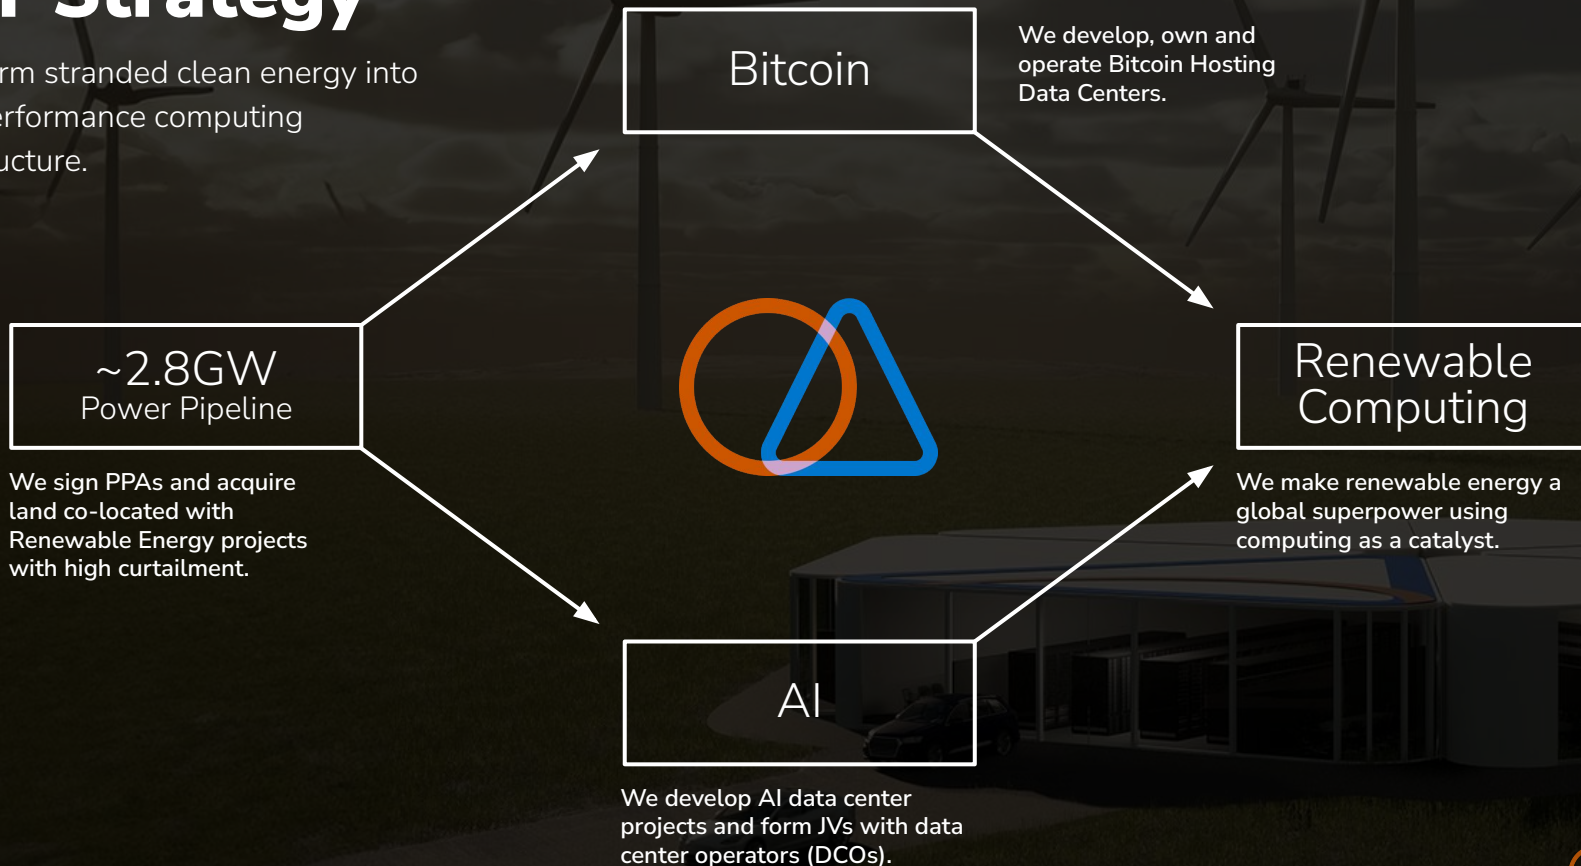 r Strategy
rm stranded clean energy into
erformance computing
ucture.
Bitcoin
We develop, own and
operate Bitcoin Hosting
Data Centers.
~2.8GW
Power Pipeline
We sign PPAs and acquire
land co-located with
Renewable Energy projects
with high curtailment.
Renewable
Computing
We make renewable energy a
global superpower using
computing as a catalyst.
AI
We develop AI data center
projects and form JVs with data
center operators (DCOs).